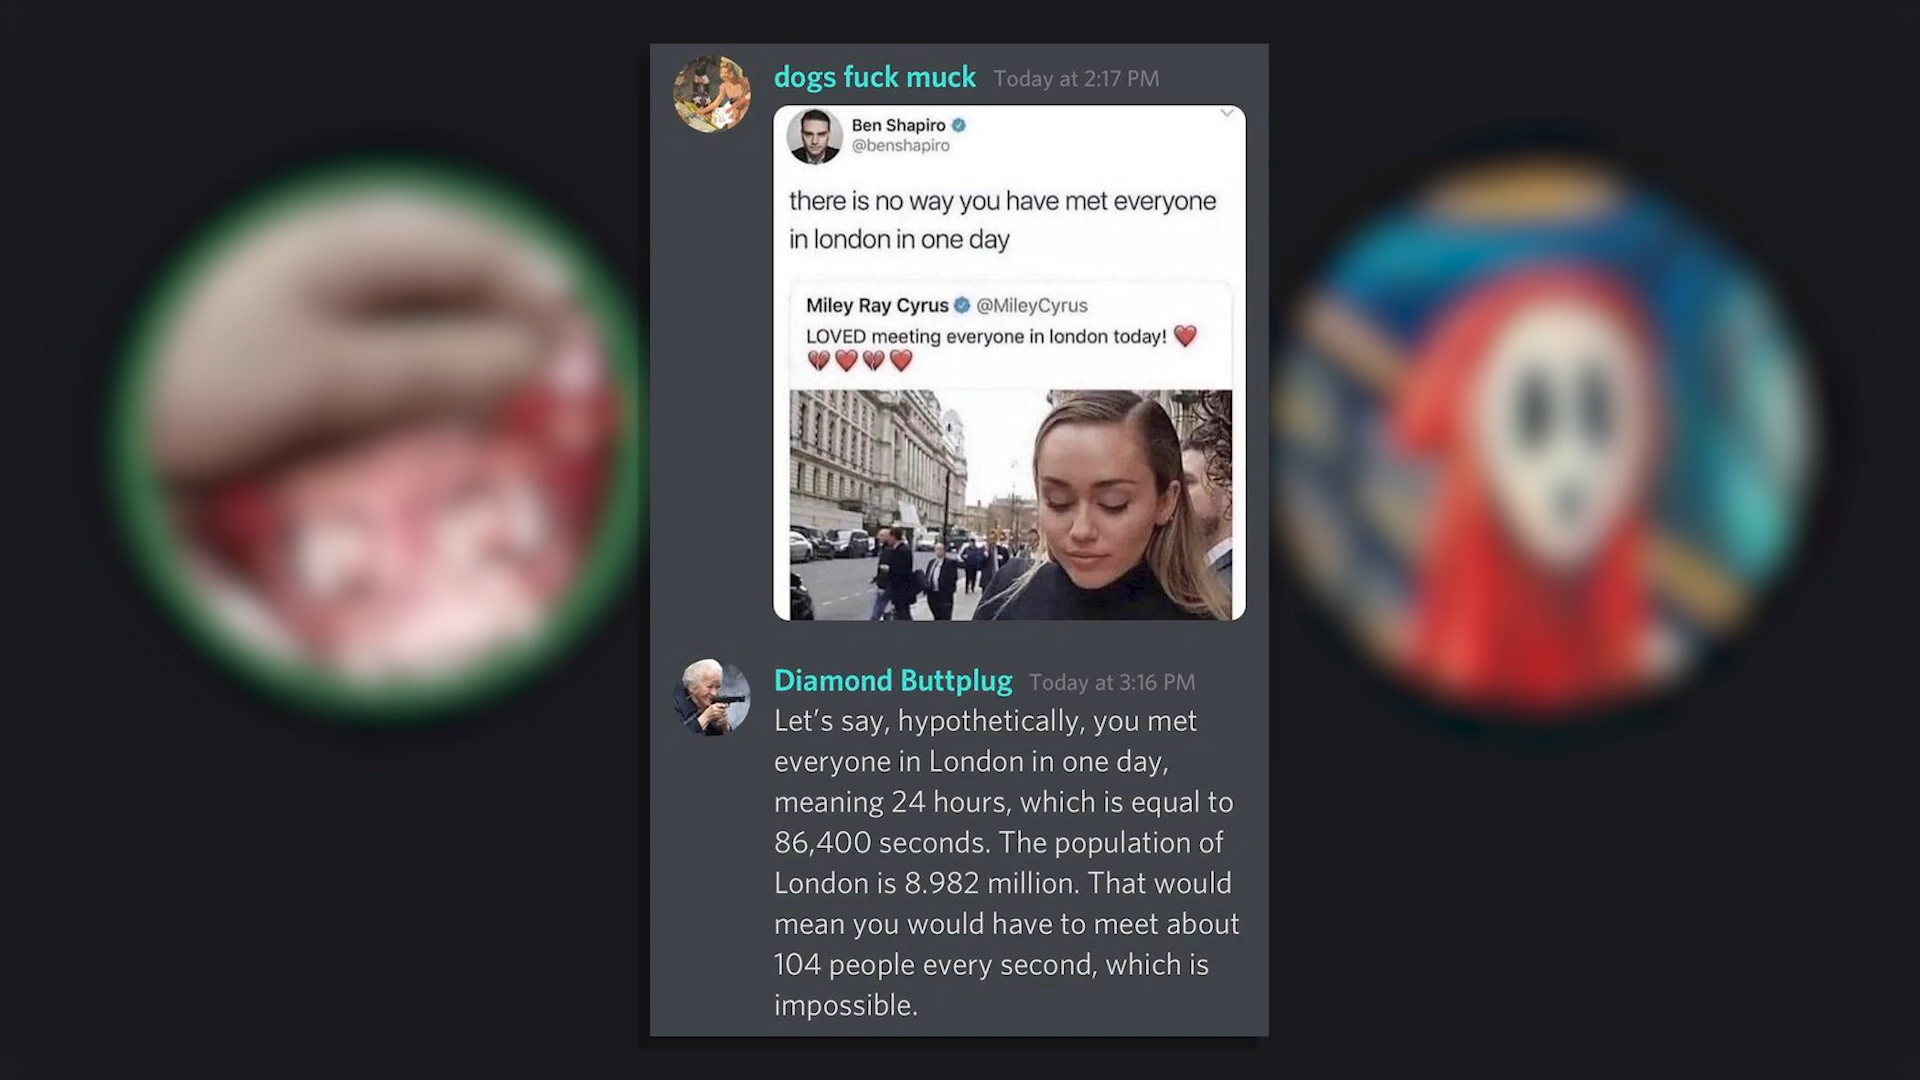 dogs fuck muck Today at 2:17 PM
Ben Shapiro
@benshapiro
there is no way you have met everyone
in london in one day
Miley Ray Cyrus @MileyCyrus
LOVED meeting everyone in london today! ❤️
💔❤️💔❤️
Diamond Buttplug Today at 3:16 PM
Let’s say, hypothetically, you met
everyone in London in one day,
meaning 24 hours, which is equal to
86,400 seconds. The population of
London is 8.982 million. That would
mean you would have to meet about
104 people every second, which is
impossible.